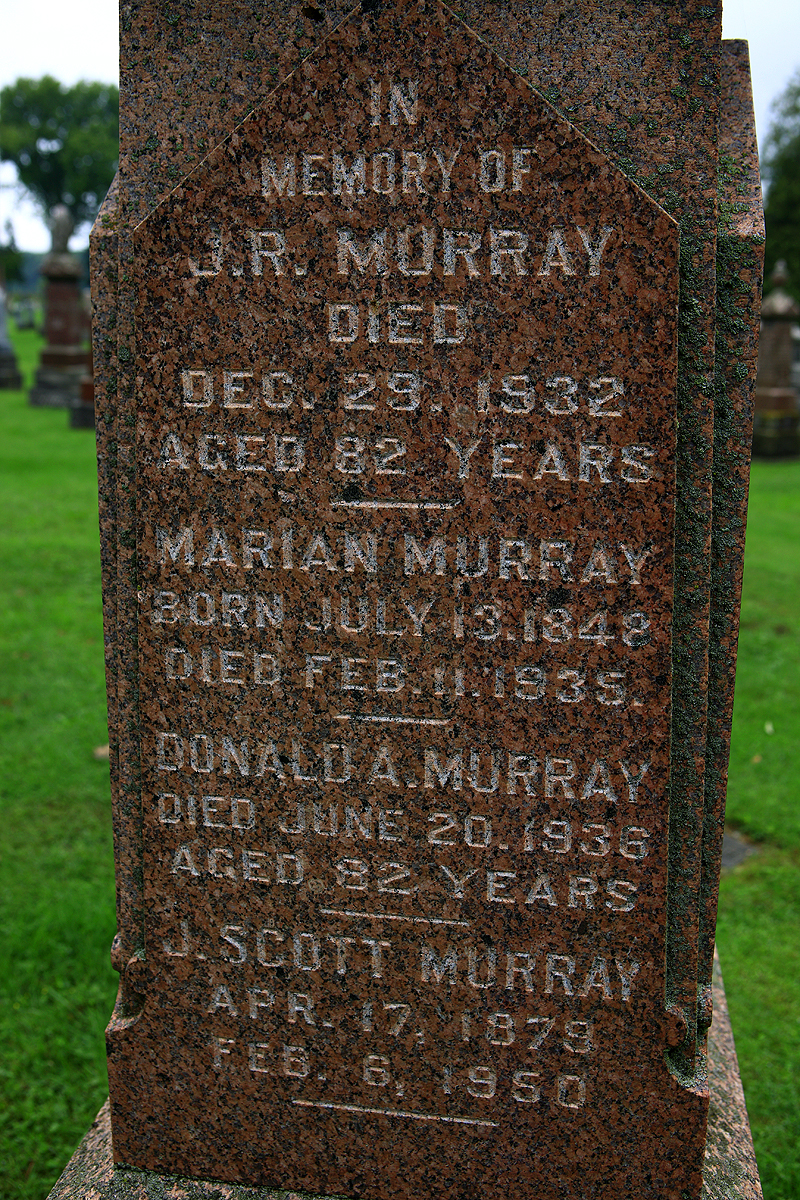 IN
MEMORY OF
J.R. MURRAY
DIED
DEC. 29. 1932
AGED 82 YEARS
MARIAN MURRAY
BORN JULY 13. 1848
DIED FEB. 11. 1935.
DONALD A. MURRAY
DIED JUNE 20. 1936
AGED 82 YEARS
J. SCOTT MURRAY
APR. 17, 1879
FEB. 6, 1950